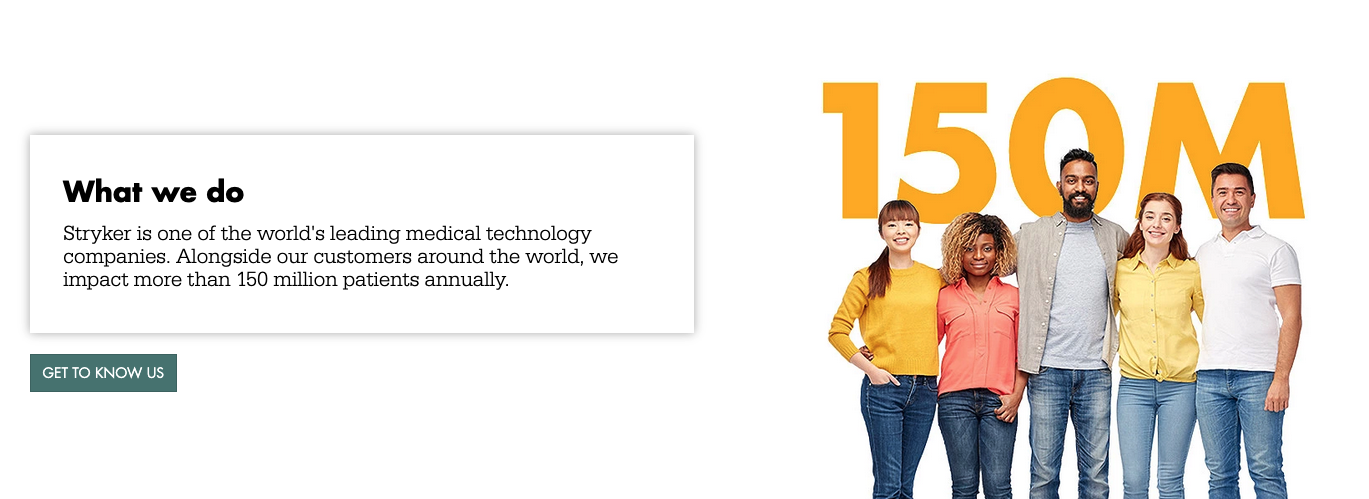 What we do
Stryker is one of the world's leading medical technology
companies. Alongside our customers around the world, we
impact more than 150 million patients annually.
GET TO KNOW US
150M